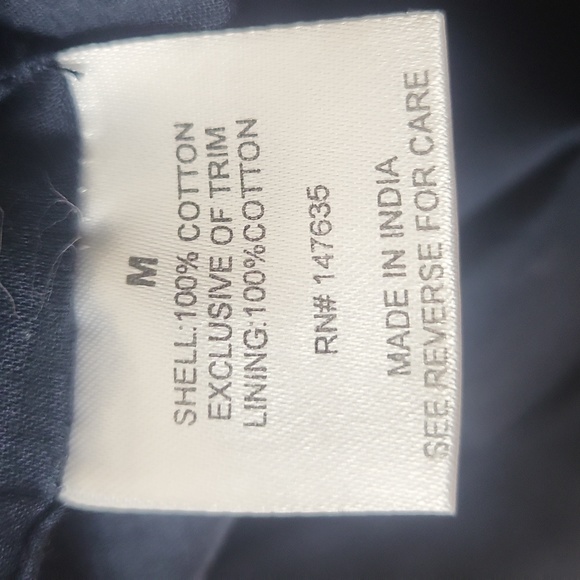 M
SHELL:100% COTTON
EXCLUSIVE OF TRIM
LINING:100%COTTON
RN# 147635
MADE IN INDIA
SEE REVERSE FOR CARE